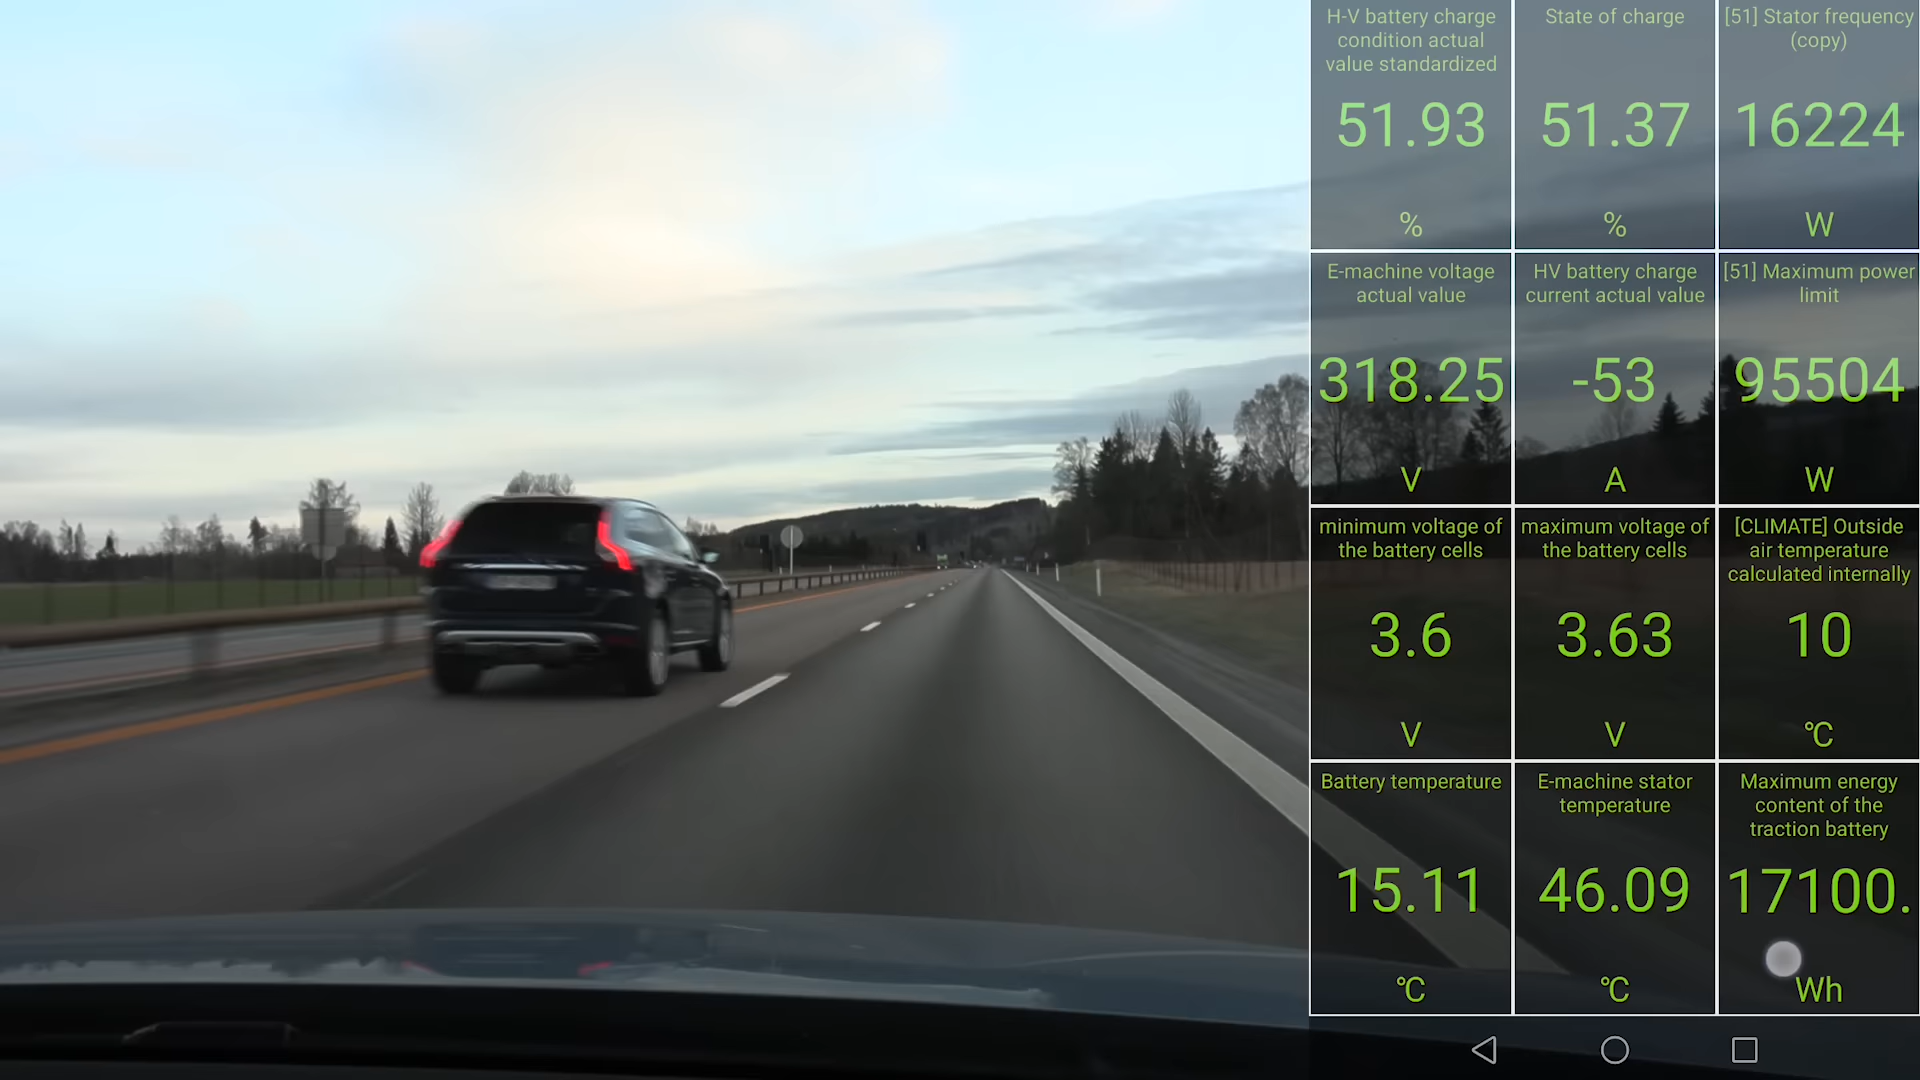 H-V battery charge
condition actual
value standardized
51.93
%
State of charge
51.37
%
[51] Stator frequency
(copy)
16224
W
E-machine voltage
actual value
318.25
V
HV battery charge
current actual value
-53
A
[51] Maximum power
limit
95504
W
minimum voltage of
the battery cells
3.6
V
maximum voltage of
the battery cells
3.63
V
[CLIMATE] Outside
air temperature
calculated internally
10
℃
Battery temperature
15.11
℃
E-machine stator
temperature
46.09
℃
Maximum energy
content of the
traction battery
17100.
Wh